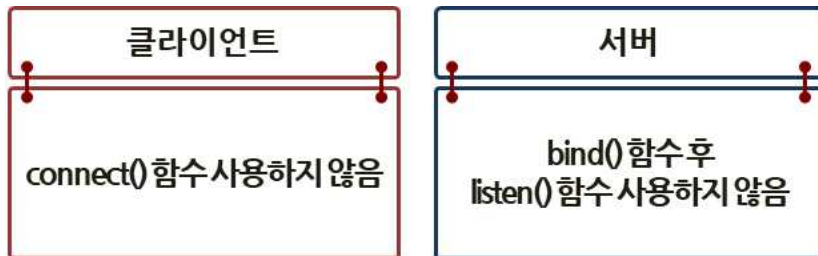 클라이언트
connect() 함수 사용하지 않음
서버
bind() 함수 후
listen() 함수 사용하지 않음